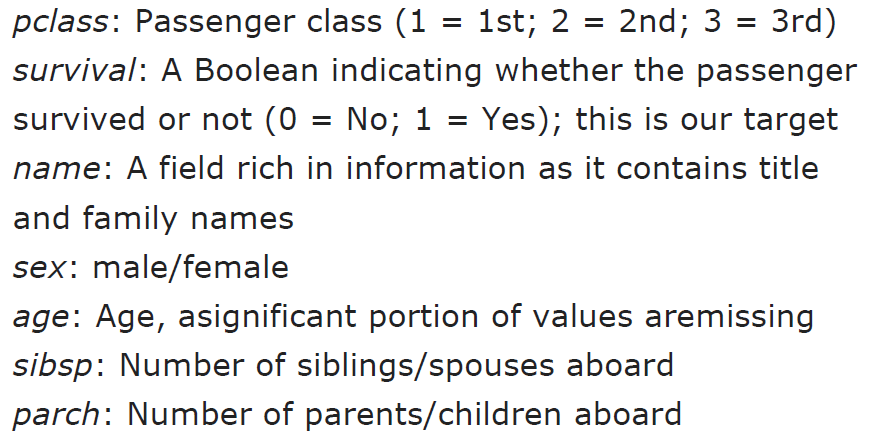 pclass: Passenger class (1 = 1st; 2 = 2nd; 3 = 3rd)
survival: A Boolean indicating whether the passenger
survived or not (0 = No; 1 = Yes); this is our target
name: A field rich in information as it contains title
and family names
sex: male/female
age: Age, asignificant portion of values aremissing
sibsp: Number of siblings/spouses aboard
parch: Number of parents/children aboard